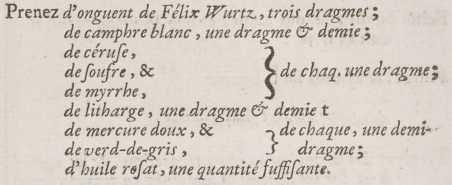 Prenez d'onguent de Félix Wurtz, trois dragmes;
de camphre blanc, une dragme & demie;
de céruſe,
de ſoufre, & } de chaq. une dragme;
de myrrhe,
de litharge, une dragme & demie t
de mercure doux, & } de chaque, une demi-
de verd-de-gris, dragme;
d'huile roſat, une quantité ſuffiſante.